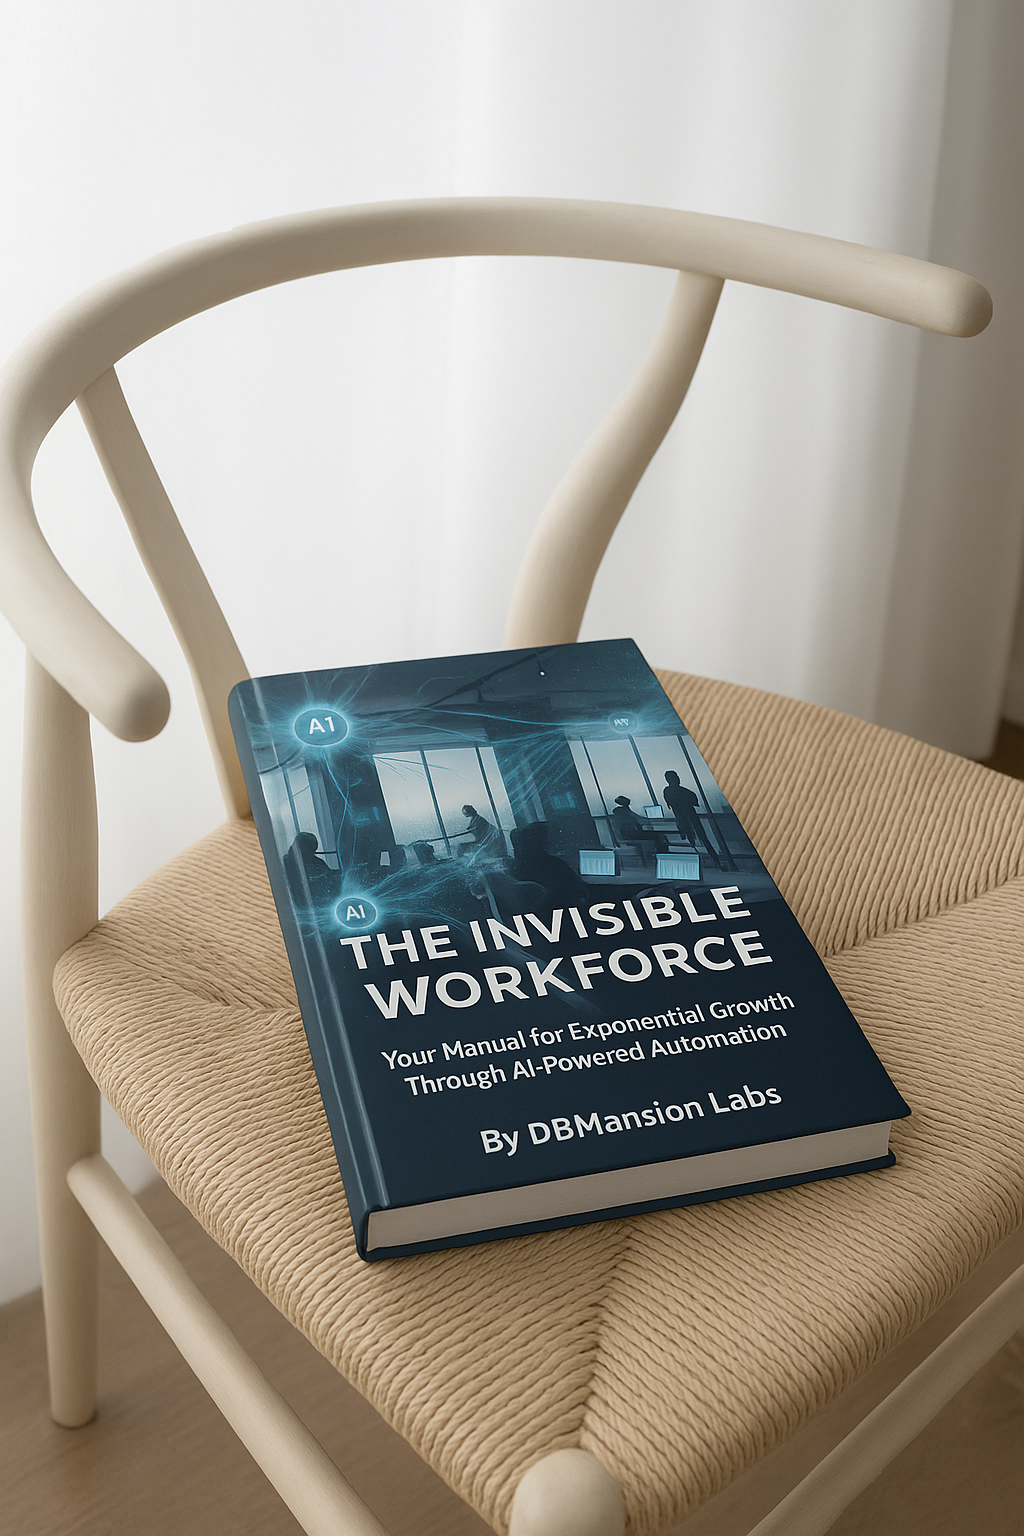 A1
AI
THE INVISIBLE
WORKFORCE
Your Manual for Exponential Growth
Through AI-Powered Automation
By DBMansion Labs